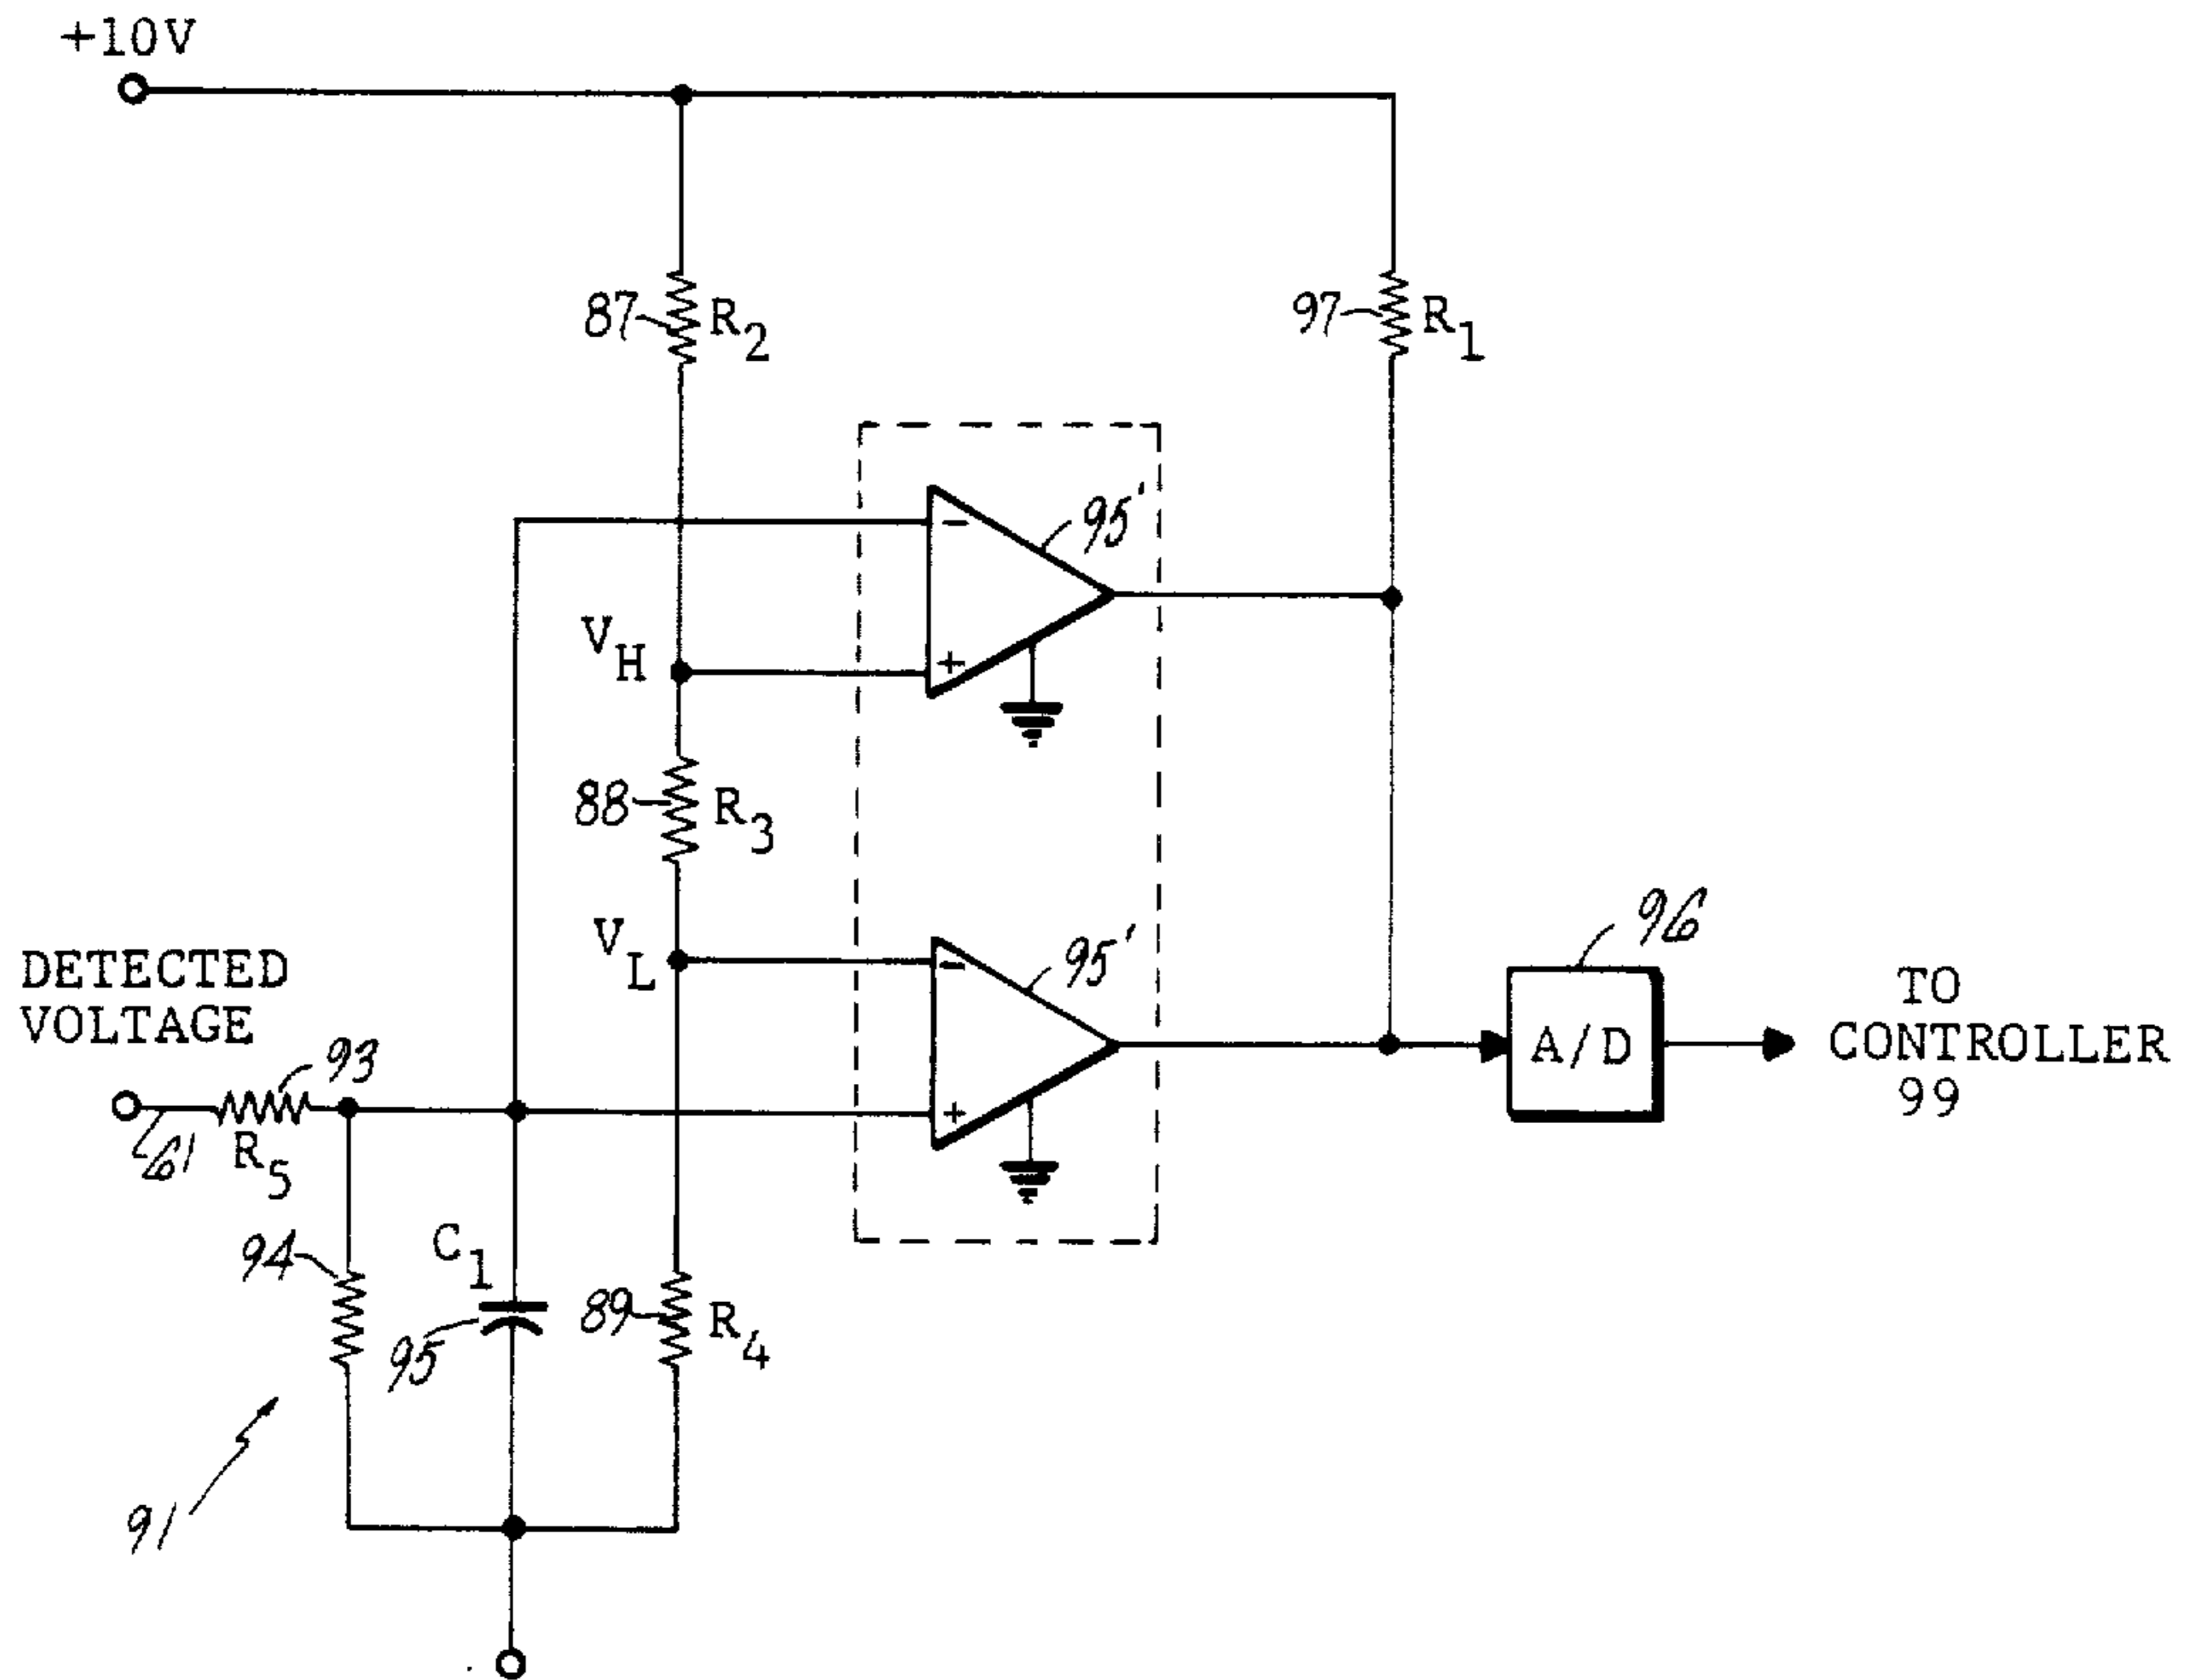 +10V
87
R2
97
R1
-
95'
VH
+
88
R3
96
VL
-
95'
DETECTED
VOLTAGE
93
A/D
TO
CONTROLLER
99
61
R5
+
94
C1
95
89
R4
91